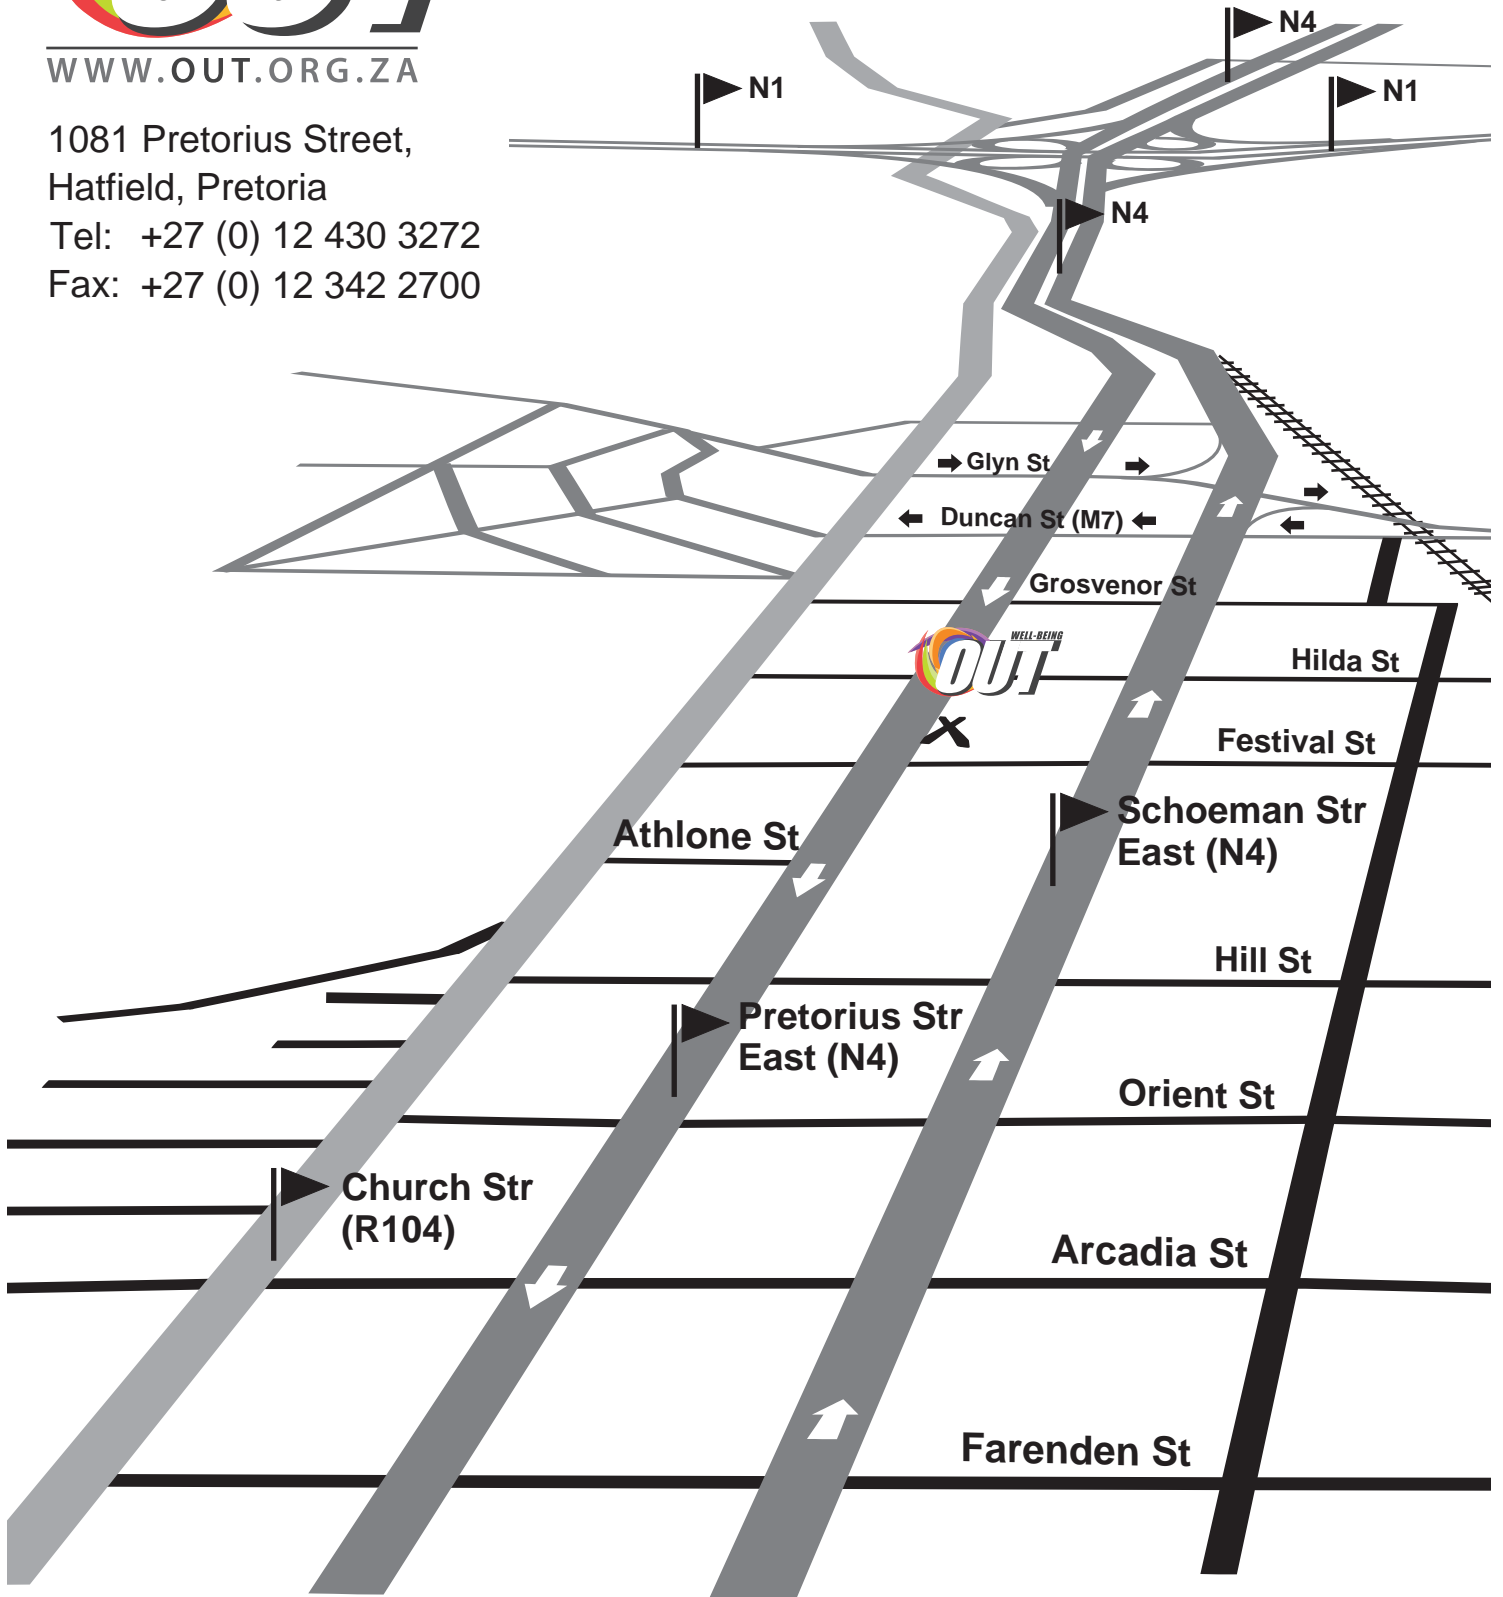 OUT
WWW.OUT.ORG.ZA
1081 Pretorius Street,
Hatfield, Pretoria
Tel: +27 (0) 12 430 3272
Fax: +27 (0) 12 342 2700
N4
N1
N1
N4
Glyn St
Duncan St (M7)
Grosvenor St
WELL-BEING
OUT
Hilda St
X
Festival St
Schoeman Str
East (N4)
Athlone St
Hill St
Pretorius Str
East (N4)
Orient St
Church Str
(R104)
Arcadia St
Farenden St